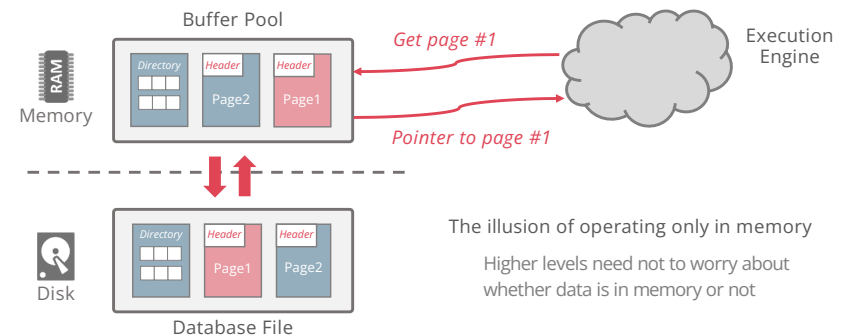 Buffer Pool
Get page #1
Execution
Engine
RAM
Memory
Directory
Header
Page2
Header
Page1
Pointer to page #1
Disk
Directory
Header
Page1
Header
Page2
Database File
The illusion of operating only in memory
Higher levels need not to worry about
whether data is in memory or not